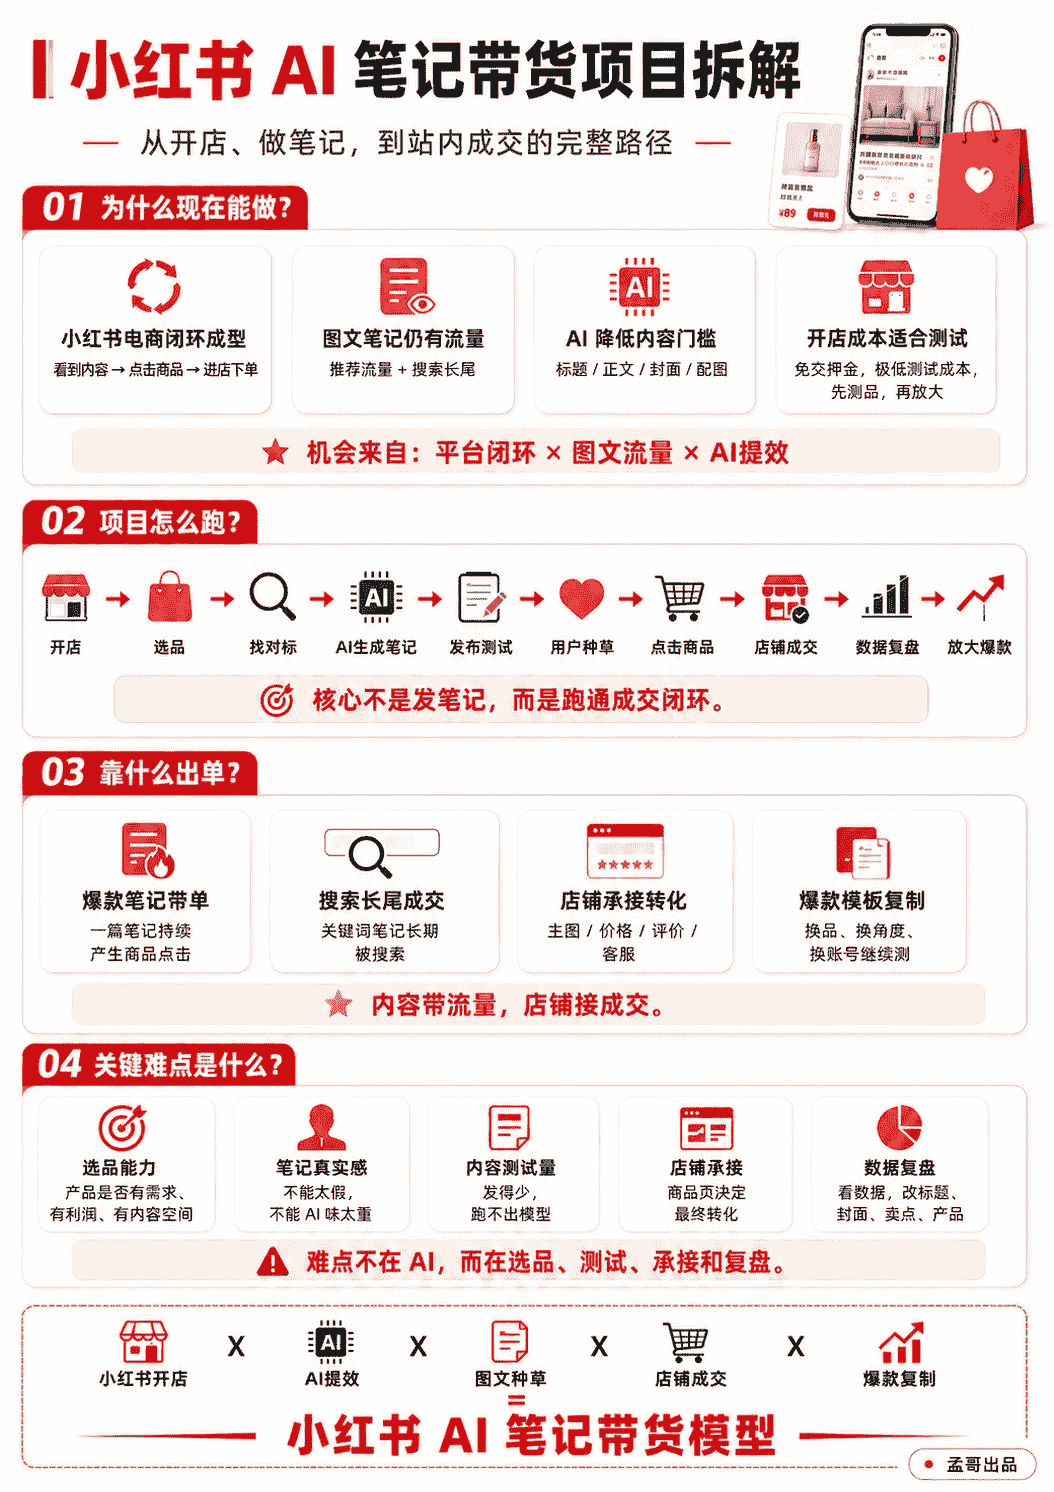 小红书 AI 笔记带货项目拆解
从开店、做笔记，到站内成交的完整路径
¥89
01 为什么现在能做？
小红书电商闭环成型
看到内容→点击商品→进店下单
图文笔记仍有流量
推荐流量 + 搜索长尾
AI
AI 降低内容门槛
标题 / 正文 / 封面 / 配图
开店成本适合测试
免交押金，极低测试成本，
先测品，再放大
机会来自：平台闭环 × 图文流量 × AI提效
02 项目怎么跑？
开店
选品
找对标
AI
AI生成笔记
发布测试
用户种草
点击商品
店铺成交
数据复盘
放大爆款
核心不是发笔记，而是跑通成交闭环。
03 靠什么出单？
爆款笔记带单
一篇笔记持续
产生商品点击
搜索长尾成交
关键词笔记长期
被搜索
店铺承接转化
主图 / 价格 / 评价 /
客服
爆款模板复制
换品、换角度、
换账号继续测
内容带流量，店铺接成交。
04 关键难点是什么？
选品能力
产品是否有需求、
有利润、有内容空间
笔记真实感
不能太假，
不能 AI 味太重
内容测试量
发得少，
跑不出模型
店铺承接
商品页决定
最终转化
数据复盘
看数据，改标题、
封面、卖点、产品
难点不在 AI，而在选品、测试、承接和复盘。
小红书开店
X
AI
AI提效
X
图文种草
X
店铺成交
X
爆款复制
=
小红书 AI 笔记带货模型
孟哥出品